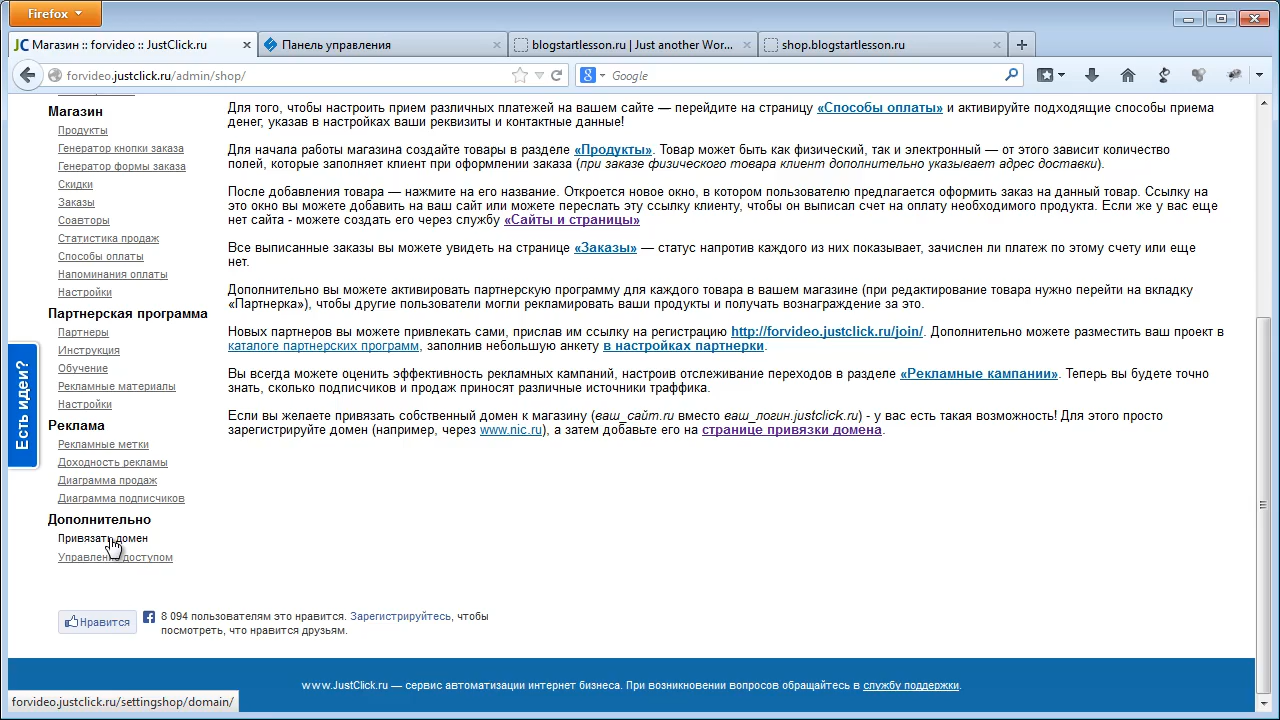 Firefox
Магазин :: forvideo :: JustClick.ru
Панель управления
blogstartlesson.ru | Just another Wor...
shop.blogstartlesson.ru
forvideo.justclick.ru/admin/shop/
Google
Магазин
Продукты
Генератор кнопки заказа
Генератор формы заказа
Скидки
Заказы
Соавторы
Статистика продаж
Способы оплаты
Напоминания оплаты
Настройки
Партнерская программа
Партнеры
Инструкция
Обучение
Рекламные материалы
Настройки
Реклама
Рекламные метки
Доходность рекламы
Диаграмма продаж
Диаграмма подписчиков
Дополнительно
Привязать домен
Управление доступом
Есть идеи?
Для того, чтобы настроить прием различных платежей на вашем сайте — перейдите на страницу «Способы оплаты» и активируйте подходящие способы приема
денег, указав в настройках ваши реквизиты и контактные данные!
Для начала работы магазина создайте товары в разделе «Продукты». Товар может быть как физический, так и электронный — от этого зависит количество
полей, которые заполняет клиент при оформлении заказа (при заказе физического товара клиент дополнительно указывает адрес доставки).
После добавления товара — нажмите на его название. Откроется новое окно, в котором пользователю предлагается оформить заказ на данный товар. Ссылку на
это окно вы можете добавить на ваш сайт или можете переслать эту ссылку клиенту, чтобы он выписал счет на оплату необходимого продукта. Если же у вас еще
нет сайта - можете создать его через службу «Сайты и страницы»
Все выписанные заказы вы можете увидеть на странице «Заказы» — статус напротив каждого из них показывает, зачислен ли платеж по этому счету или еще
нет.
Дополнительно вы можете активировать партнерскую программу для каждого товара в вашем магазине (при редактирование товара нужно перейти на вкладку
«Партнерка»), чтобы другие пользователи могли рекламировать ваши продукты и получать вознаграждение за это.
Новых партнеров вы можете привлекать сами, прислав им ссылку на регистрацию http://forvideo.justclick.ru/join/. Дополнительно можете разместить ваш проект в
каталоге партнерских программ, заполнив небольшую анкету в настройках партнерки.
Вы всегда можете оценить эффективность рекламных кампаний, настроив отслеживание переходов в разделе «Рекламные кампании». Теперь вы будете точно
знать, сколько подписчиков и продаж приносят различные источники траффика.
Если вы желаете привязать собственный домен к магазину (ваш_сайт.ru вместо ваш_логин.justclick.ru) - у вас есть такая возможность! Для этого просто
зарегистрируйте домен (например, через www.nic.ru), а затем добавьте его на странице привязки домена.
Нравится
8 094 пользователям это нравится. Зарегистрируйтесь, чтобы
посмотреть, что нравится друзьям.
www.JustClick.ru — сервис автоматизации интернет бизнеса. При возникновении вопросов обращайтесь в службу поддержки.
forvideo.justclick.ru/settingshop/domain/